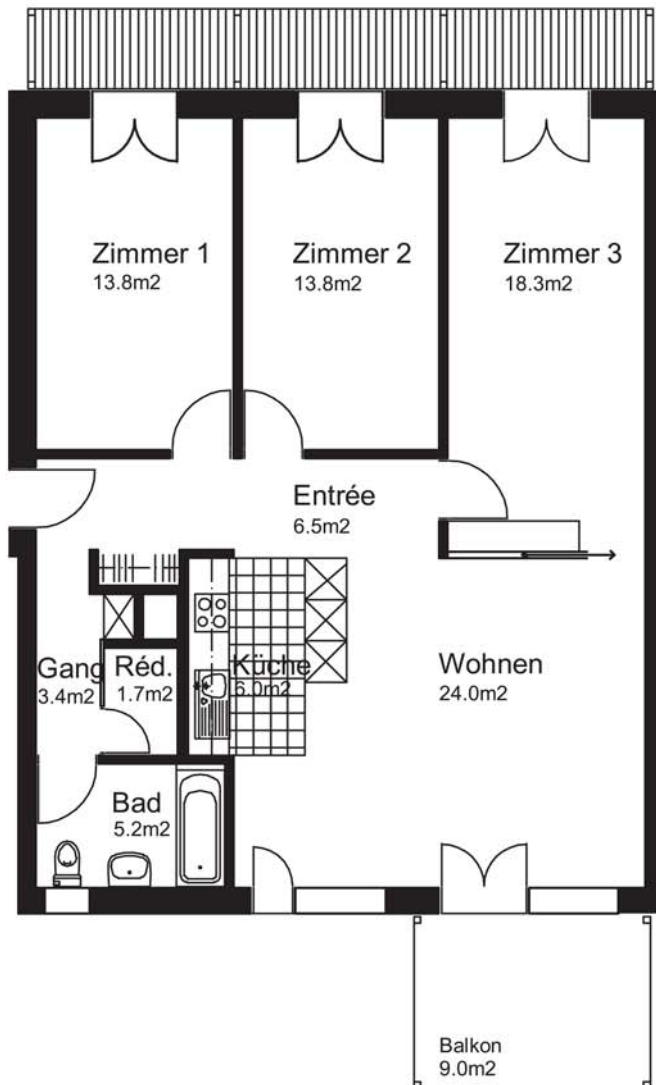 Zimmer 1
13.8m2
Zimmer 2
13.8m2
Zimmer 3
18.3m2
Entrée
6.5m2
Gang
3.4m2
Réd.
1.7m2
Küche
6.0m2
Wohnen
24.0m2
Bad
5.2m2
Balkon
9.0m2